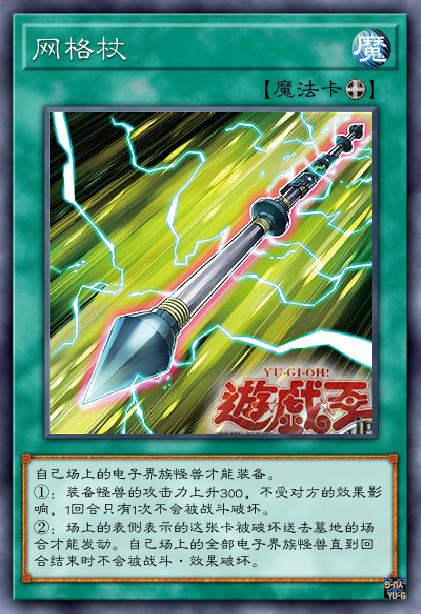 网格杖
魔
【魔法卡】
YU-GI-OH!
遊戯王.jp
自己场上的电子界族怪兽才能装备。
①：装备怪兽的攻击力上升300，不受对方的效果影
响，1回合只有1次不会被战斗破坏。
②：场上的表侧表示的这张卡被破坏送去墓地的场
合才能发动。自己场上的全部电子界族怪兽直到回
合结束时不会被战斗·效果破坏。